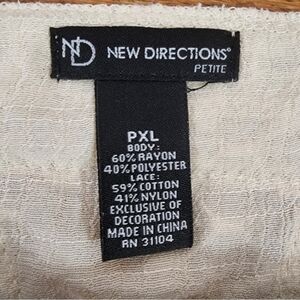 ND NEW DIRECTIONS®
PETITE
PXL
BODY:
60% RAYON
40% POLYESTER
LACE:
59% COTTON
41% NYLON
EXCLUSIVE OF
DECORATION
MADE IN CHINA
RN 31104